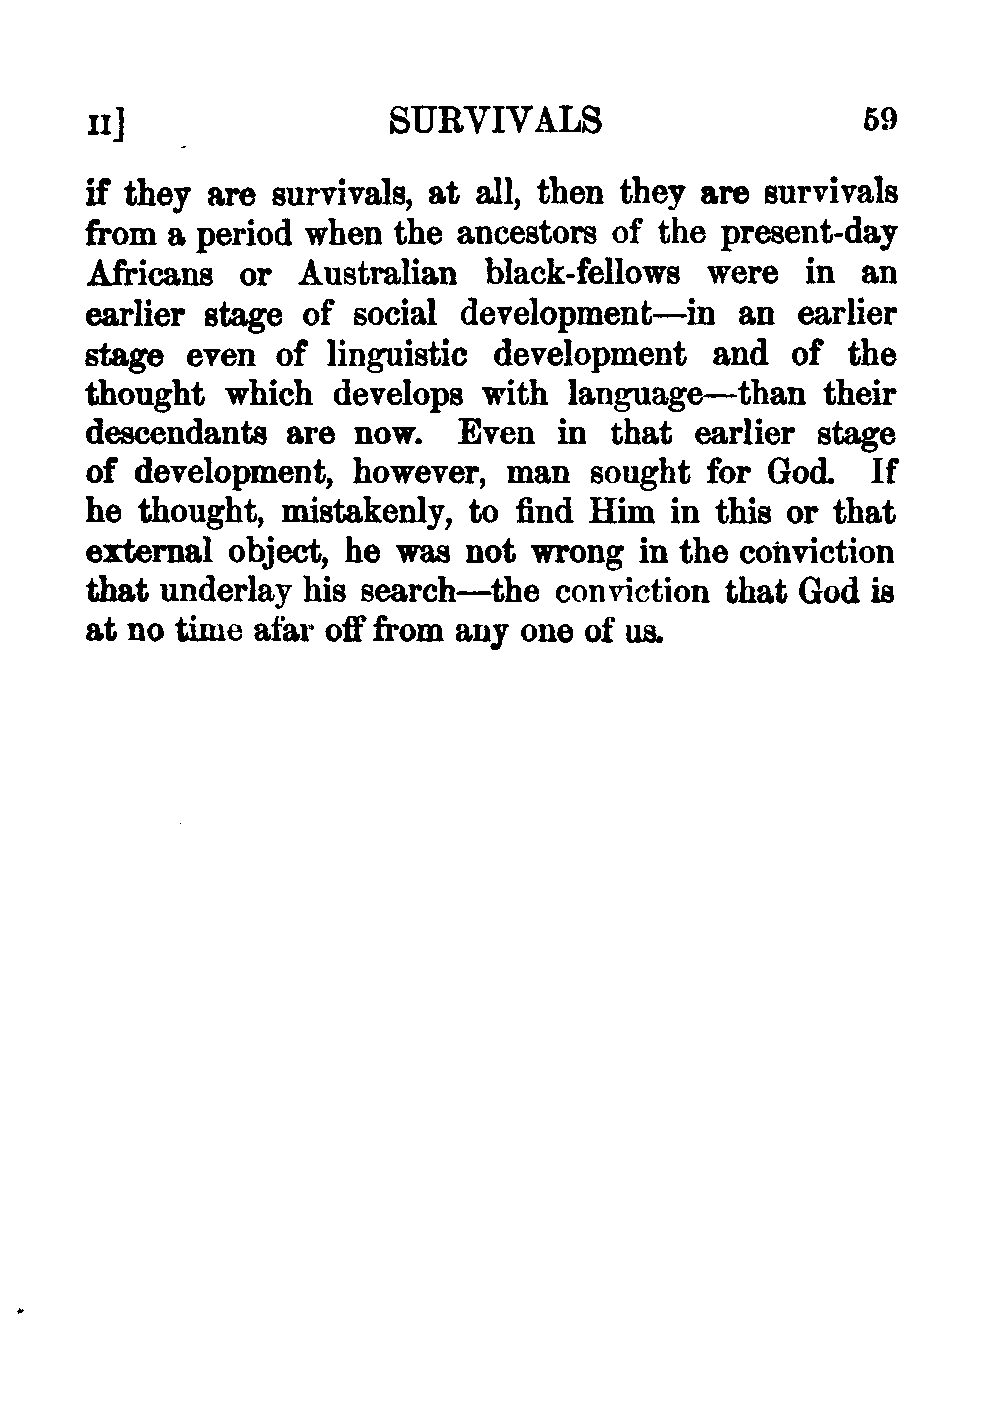 II] SURVIVALS 59
if they are survivals, at all, then they are survivals
from a period when the ancestors of the present-day
Africans or Australian black-fellows were in an
earlier stage of social development—in an earlier
stage even of linguistic development and of the
thought which develops with language—than their
descendants are now. Even in that earlier stage
of development, however, man sought for God. If
he thought, mistakenly, to find Him in this or that
external object, he was not wrong in the conviction
that underlay his search—the conviction that God is
at no time afar off from any one of us.